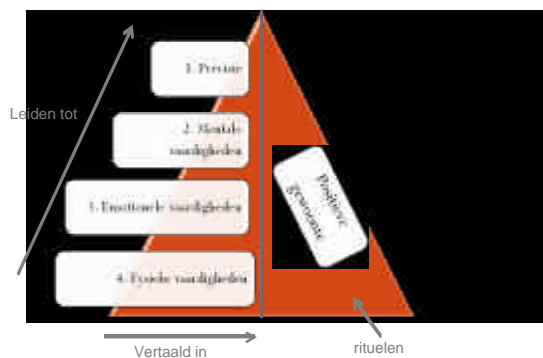 1. Prestatie
Leiden tot
2. Mentale
vaardigheden
3. Emotionele vaardigheden
Positieve
gewoonte
4. Fysieke vaardigheden
Vertaald in
rituelen